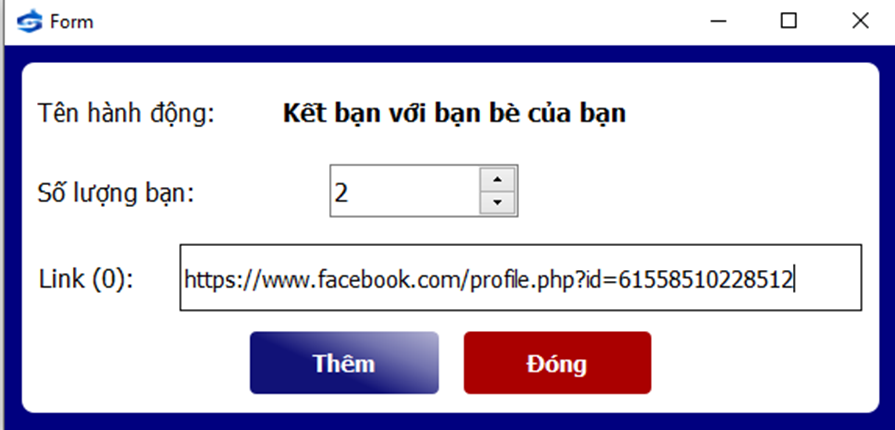 Form
Tên hành động: Kết bạn với bạn bè của bạn
Số lượng bạn: 2
Link (0): https://www.facebook.com/profile.php?id=61558510228512
Thêm Đóng